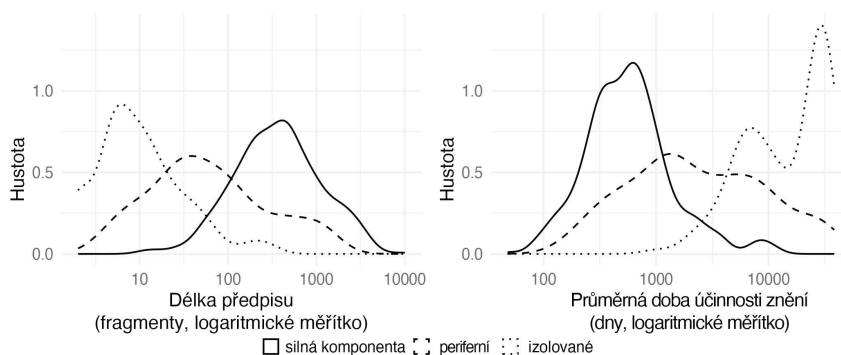 Hustota
1.0
0.5
0.0
10 100 1000 10000
Délka předpisu
(fragmenty, logaritmické měřítko)
Hustota
1.0
0.5
0.0
100 1000 10000
Průměrná doba účinnosti znění
(dny, logaritmické měřítko)
silná komponenta periferní izolované